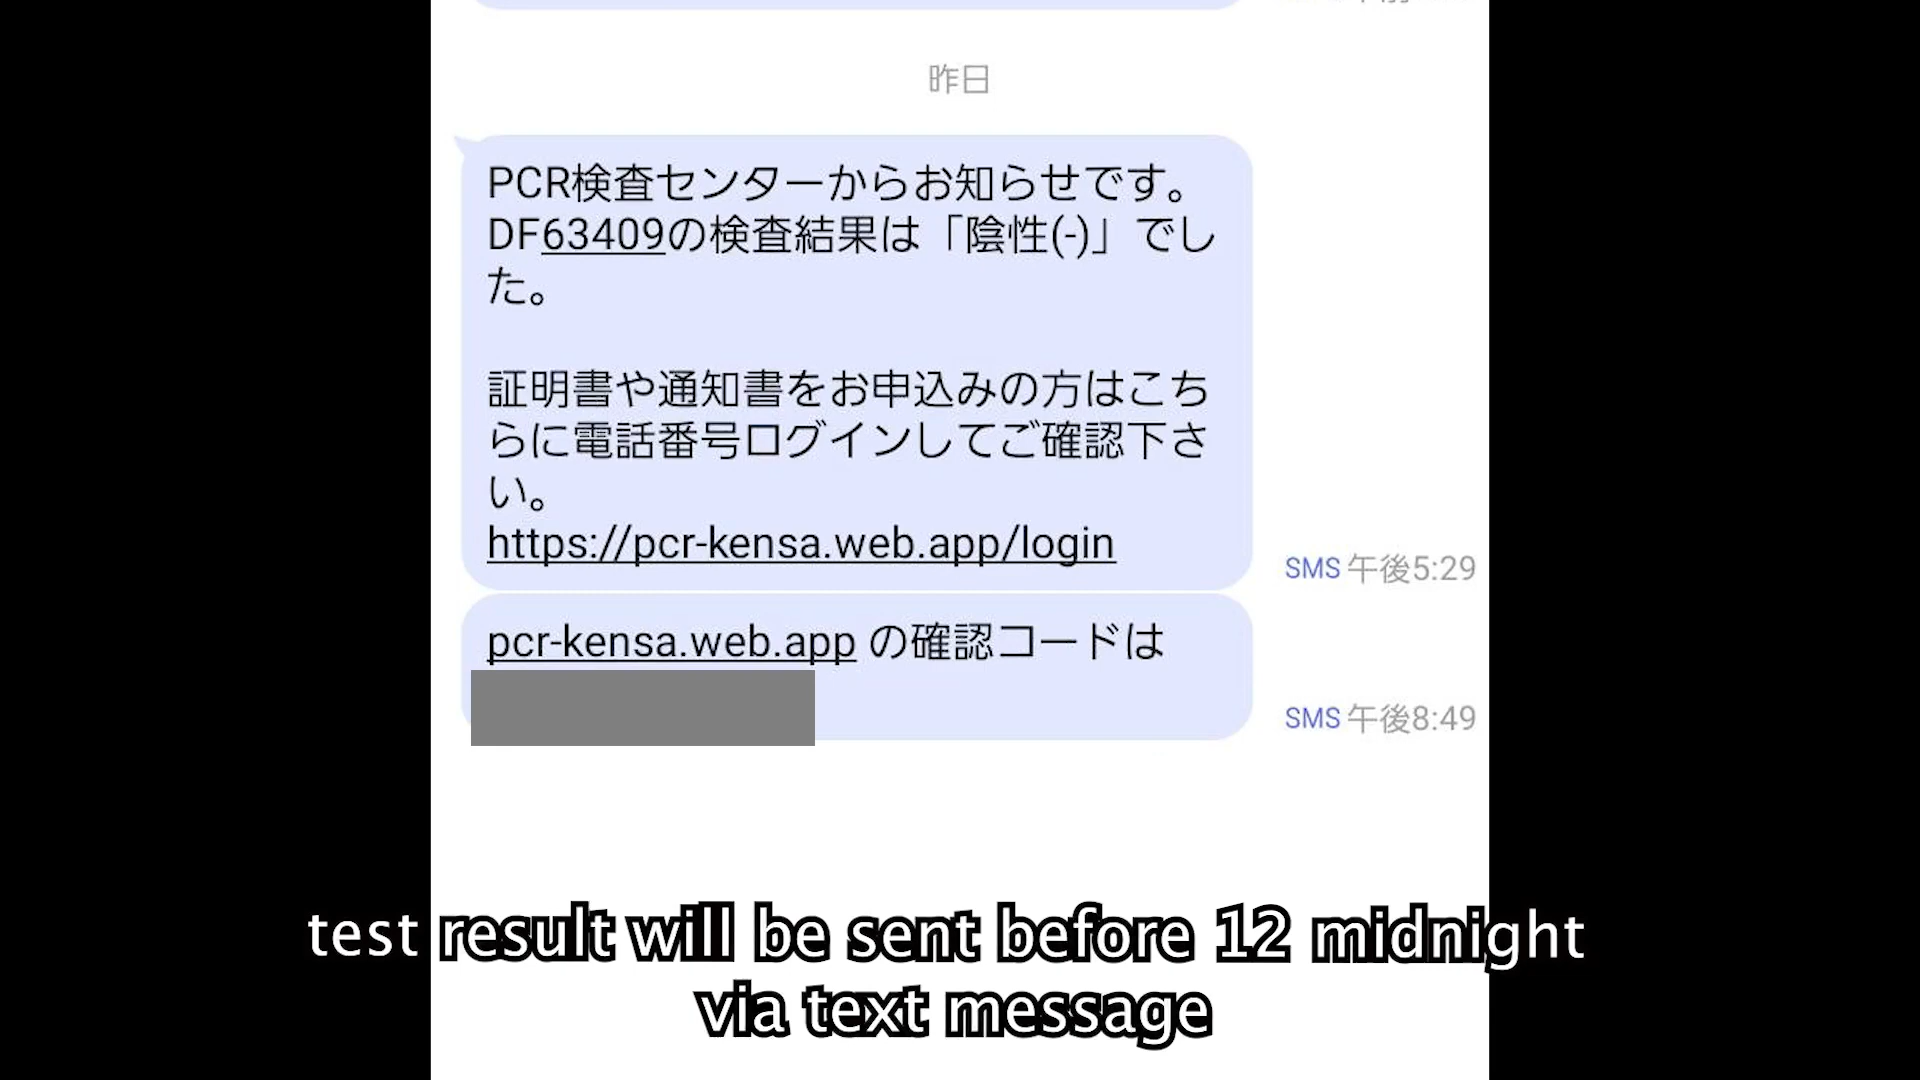 昨日
PCR検査センターからお知らせです。
DF63409の検査結果は「陰性(-)」でし
た。
証明書や通知書をお申込みの方はこち
らに電話番号ログインしてご確認下さ
い。
https://pcr-kensa.web.app/login
SMS 午後5:29
pcr-kensa.web.app の確認コードは
SMS 午後8:49
test result will be sent before 12 midnight
via text message